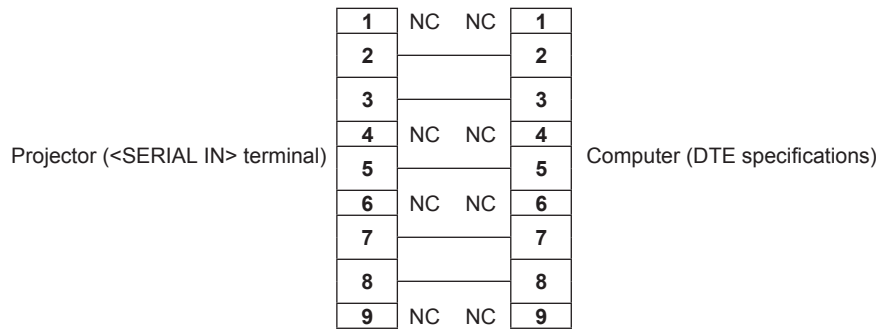 1 NC NC 1
2 2
3 3
4 NC NC 4
Projector (<SERIAL IN> terminal) 5 5 Computer (DTE specifications)
6 NC NC 6
7 7
8 8
9 NC NC 9